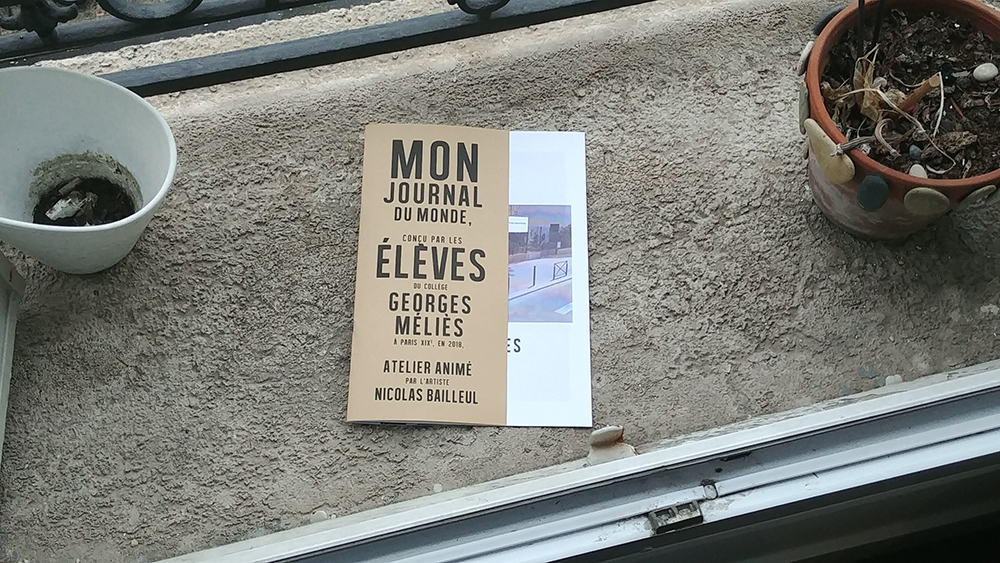 MON
JOURNAL
DU MONDE,
CONÇU PAR LES
ÉLÈVES
DU COLLÈGE
GEORGES
MÉLIÈS
À PARIS XIXᵉ, EN 2018,
ATELIER ANIMÉ
PAR L'ARTISTE
NICOLAS BAILLEUL
ES